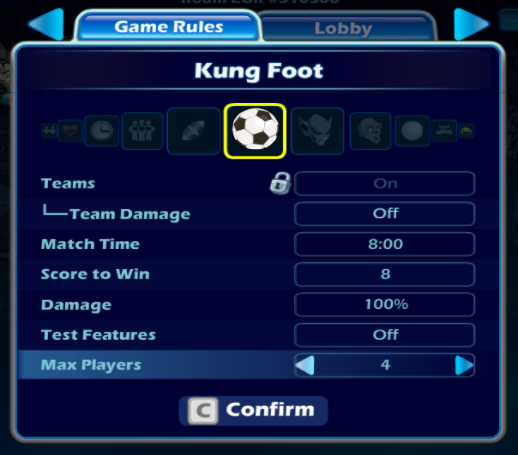 Game Rules
Lobby
Kung Foot
Teams On
Team Damage Off
Match Time 8:00
Score to Win 8
Damage 100%
Test Features Off
Max Players 4
C Confirm